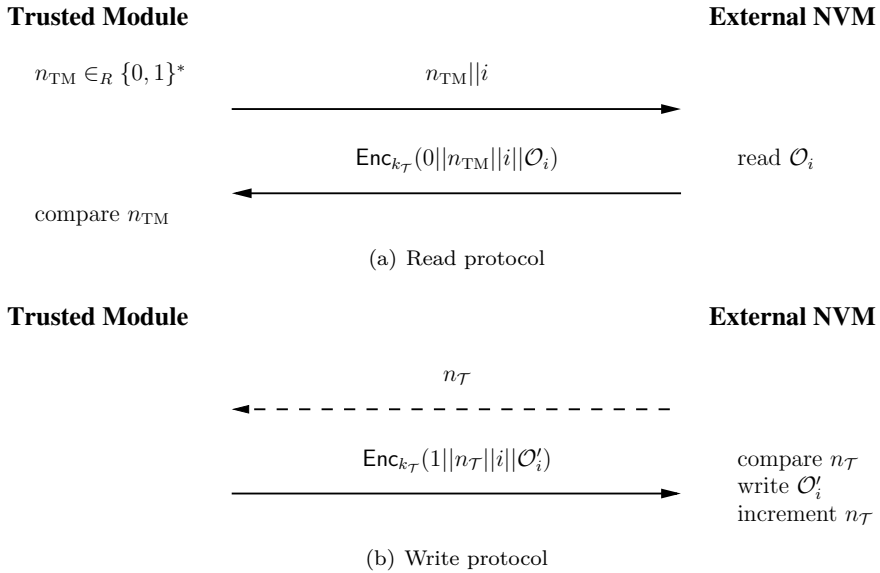 Trusted Module External NVM
n_TM ∈_R {0, 1}* n_TM||i
Enc_{k_𝒯}(0||n_TM||i||𝒪_i) read 𝒪_i
compare n_TM
(a) Read protocol
Trusted Module External NVM
n_𝒯
Enc_{k_𝒯}(1||n_𝒯||i||𝒪′_i) compare n_𝒯
write 𝒪′_i
increment n_𝒯
(b) Write protocol